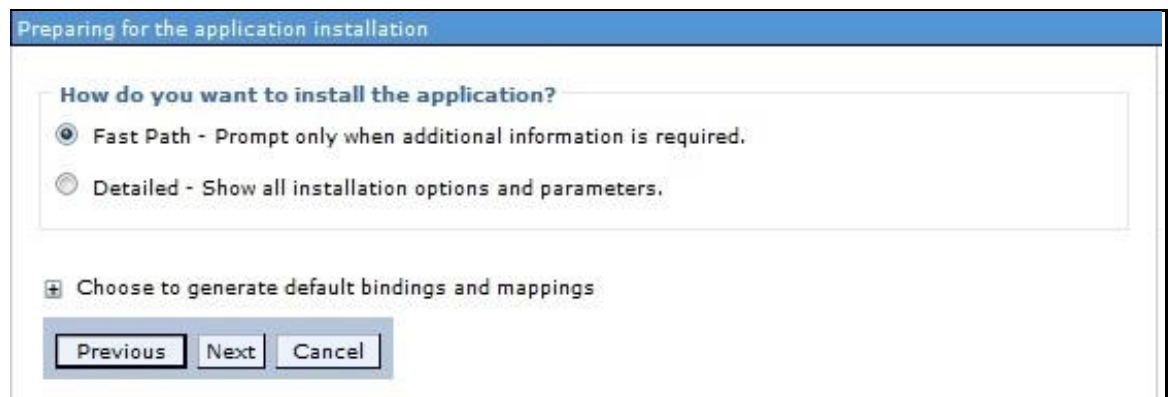 Preparing for the application installation
How do you want to install the application?
Fast Path - Prompt only when additional information is required.
Detailed - Show all installation options and parameters.
Choose to generate default bindings and mappings
Previous Next Cancel